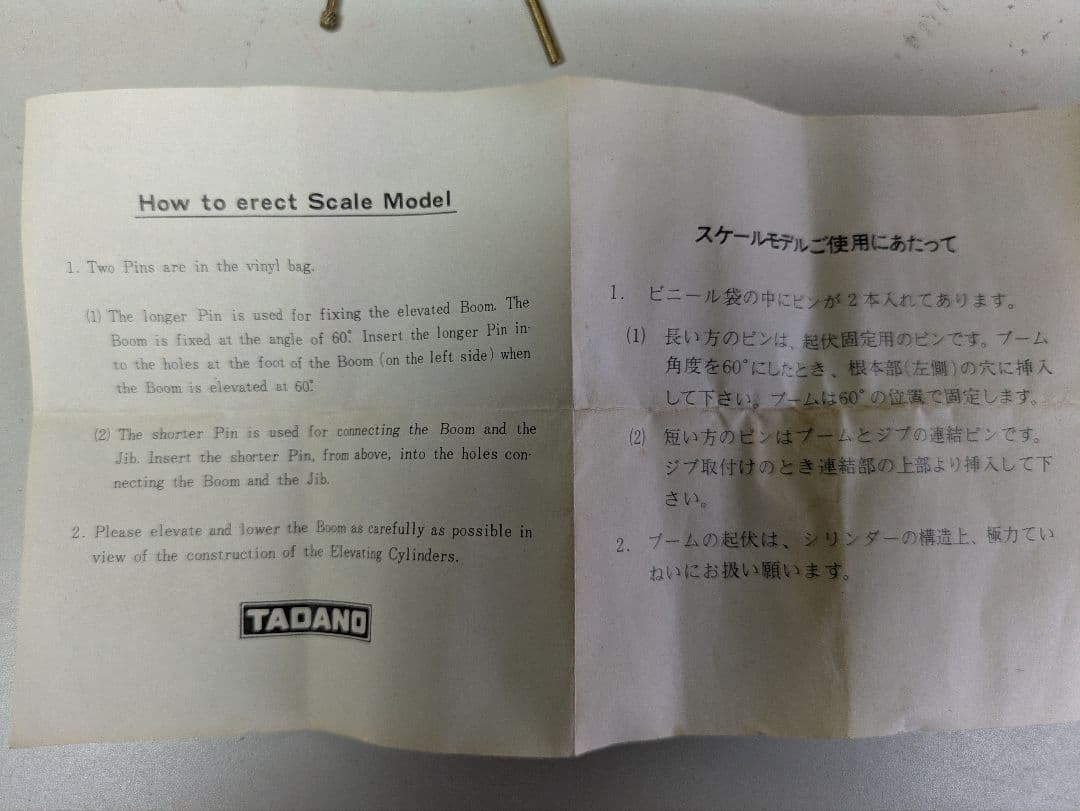 How to erect Scale Model
1. Two Pins are in the vinyl bag.
(1) The longer Pin is used for fixing the elevated Boom. The
Boom is fixed at the angle of 60°. Insert the longer Pin in-
to the holes at the foot of the Boom (on the left side) when
the Boom is elevated at 60°.
(2) The shorter Pin is used for connecting the Boom and the
Jib. Insert the shorter Pin, from above, into the holes con-
necting the Boom and the Jib.
2. Please elevate and lower the Boom as carefully as possible in
view of the construction of the Elevating Cylinders.
TADANO
スケールモデルご使用にあたって
1. ビニール袋の中にピンが2本入れてあります。
(1) 長い方のピンは、起伏固定用のピンです。ブーム
角度を60°にしたとき、根本部(左側)の穴に挿入
して下さい。ブームは60°の位置で固定します。
(2) 短い方のピンはブームとジブの連結ピンです。
ジブ取付けのとき連結部の上部より挿入して下
さい。
2. ブームの起伏は、シリンダーの構造上、極力てい
ねいにお扱い願います。